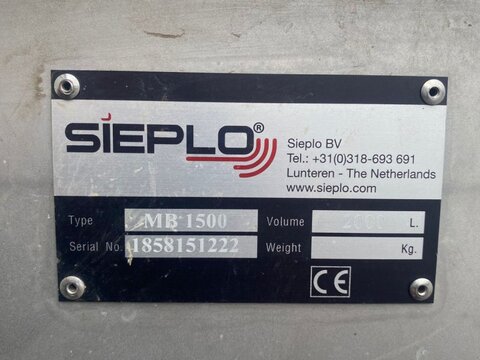 SIEPLO®
Sieplo BV
Tel.: +31(0)318-693 691
Lunteren - The Netherlands
www.sieplo.com
Type MB 1500 Volume L.
Serial No. 1858151222 Weight Kg.
CE